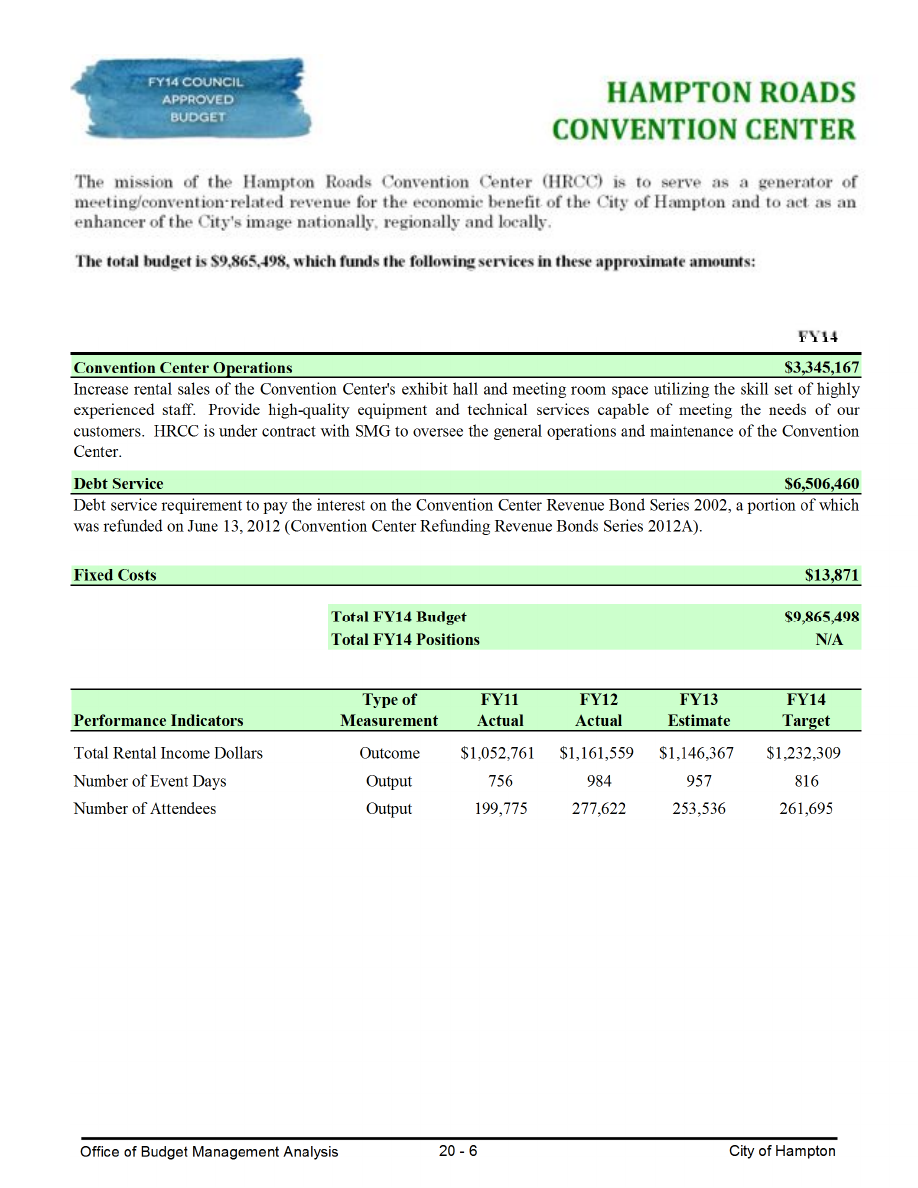 FY14 COUNCIL
APPROVED
BUDGET
HAMPTON ROADS
CONVENTION CENTER
The mission of the Hampton Roads Convention Center (HRCC) is to serve as a generator of
meeting/convention-related revenue for the economic benefit of the City of Hampton and to act as an
enhancer of the City's image nationally, regionally and locally.
The total budget is $9,865,498, which funds the following services in these approximate amounts:
FY14
Convention Center Operations $3,345,167
Increase rental sales of the Convention Center's exhibit hall and meeting room space utilizing the skill set of highly
experienced staff. Provide high-quality equipment and technical services capable of meeting the needs of our
customers. HRCC is under contract with SMG to oversee the general operations and maintenance of the Convention
Center.
Debt Service $6,506,460
Debt service requirement to pay the interest on the Convention Center Revenue Bond Series 2002, a portion of which
was refunded on June 13, 2012 (Convention Center Refunding Revenue Bonds Series 2012A).
Fixed Costs $13,871
Total FY14 Budget $9,865,498
Total FY14 Positions N/A
Type of FY11 FY12 FY13 FY14
Performance Indicators Measurement Actual Actual Estimate Target
Total Rental Income Dollars Outcome $1,052,761 $1,161,559 $1,146,367 $1,232,309
Number of Event Days Output 756 984 957 816
Number of Attendees Output 199,775 277,622 253,536 261,695
Office of Budget Management Analysis 20 - 6 City of Hampton